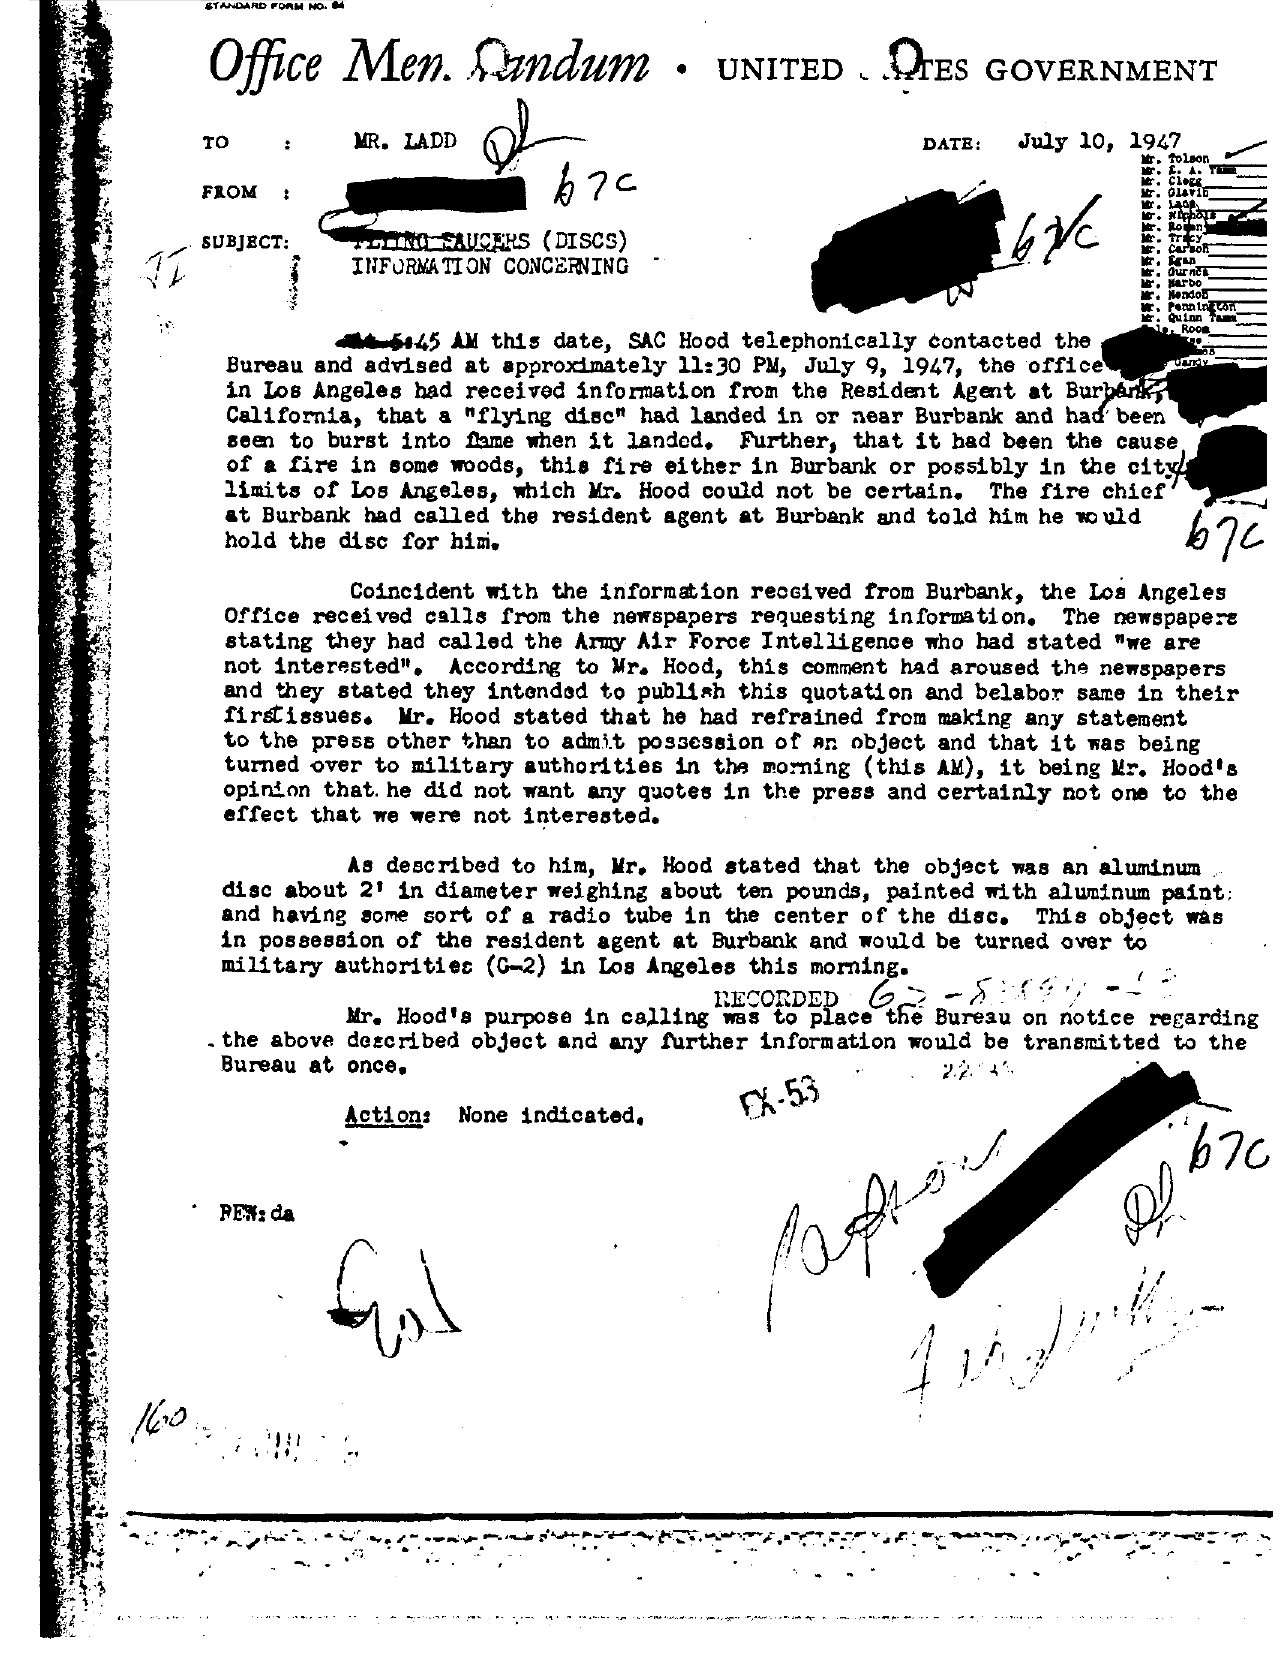 STANDARD FORM NO. 64
Office Men. andum • UNITED TES GOVERNMENT
TO : MR. LADD DATE: July 10, 1947
FROM : b7C
SUBJECT: FLYING SAUCERS (DISCS)
INFORMATION CONCERNING
b7C
Mr. Tolson
Mr. E. A. Tamm
Mr. Clegg
Mr. Glavin
Mr. Ladd
Mr. Nichols
Mr. Rosen
Mr. Tracy
Mr. Carson
Mr. Egan
Mr. Gurnea
Mr. Harbo
Mr. Hendon
Mr. Pennington
Mr. Quinn Tamm
Room
Gandy
5:45 AM this date, SAC Hood telephonically contacted the
Bureau and advised at approximately 11:30 PM, July 9, 1947, the office
in Los Angeles had received information from the Resident Agent at Burbank,
California, that a "flying disc" had landed in or near Burbank and had been
seen to burst into flame when it landed. Further, that it had been the cause
of a fire in some woods, this fire either in Burbank or possibly in the city
limits of Los Angeles, which Mr. Hood could not be certain. The fire chief
at Burbank had called the resident agent at Burbank and told him he would
hold the disc for him.
b7C
Coincident with the information received from Burbank, the Los Angeles
Office received calls from the newspapers requesting information. The newspapers
stating they had called the Army Air Force Intelligence who had stated "we are
not interested". According to Mr. Hood, this comment had aroused the newspapers
and they stated they intended to publish this quotation and belabor same in their
first issues. Mr. Hood stated that he had refrained from making any statement
to the press other than to admit possession of an object and that it was being
turned over to military authorities in the morning (this AM), it being Mr. Hood's
opinion that he did not want any quotes in the press and certainly not one to the
effect that we were not interested.
As described to him, Mr. Hood stated that the object was an aluminum
disc about 2' in diameter weighing about ten pounds, painted with aluminum paint
and having some sort of a radio tube in the center of the disc. This object was
in possession of the resident agent at Burbank and would be turned over to
military authorities (G-2) in Los Angeles this morning.
RECORDED
Mr. Hood's purpose in calling was to place the Bureau on notice regarding
the above described object and any further information would be transmitted to the
Bureau at once.
EX-53
Action: None indicated.
b7C
PEN:da
160